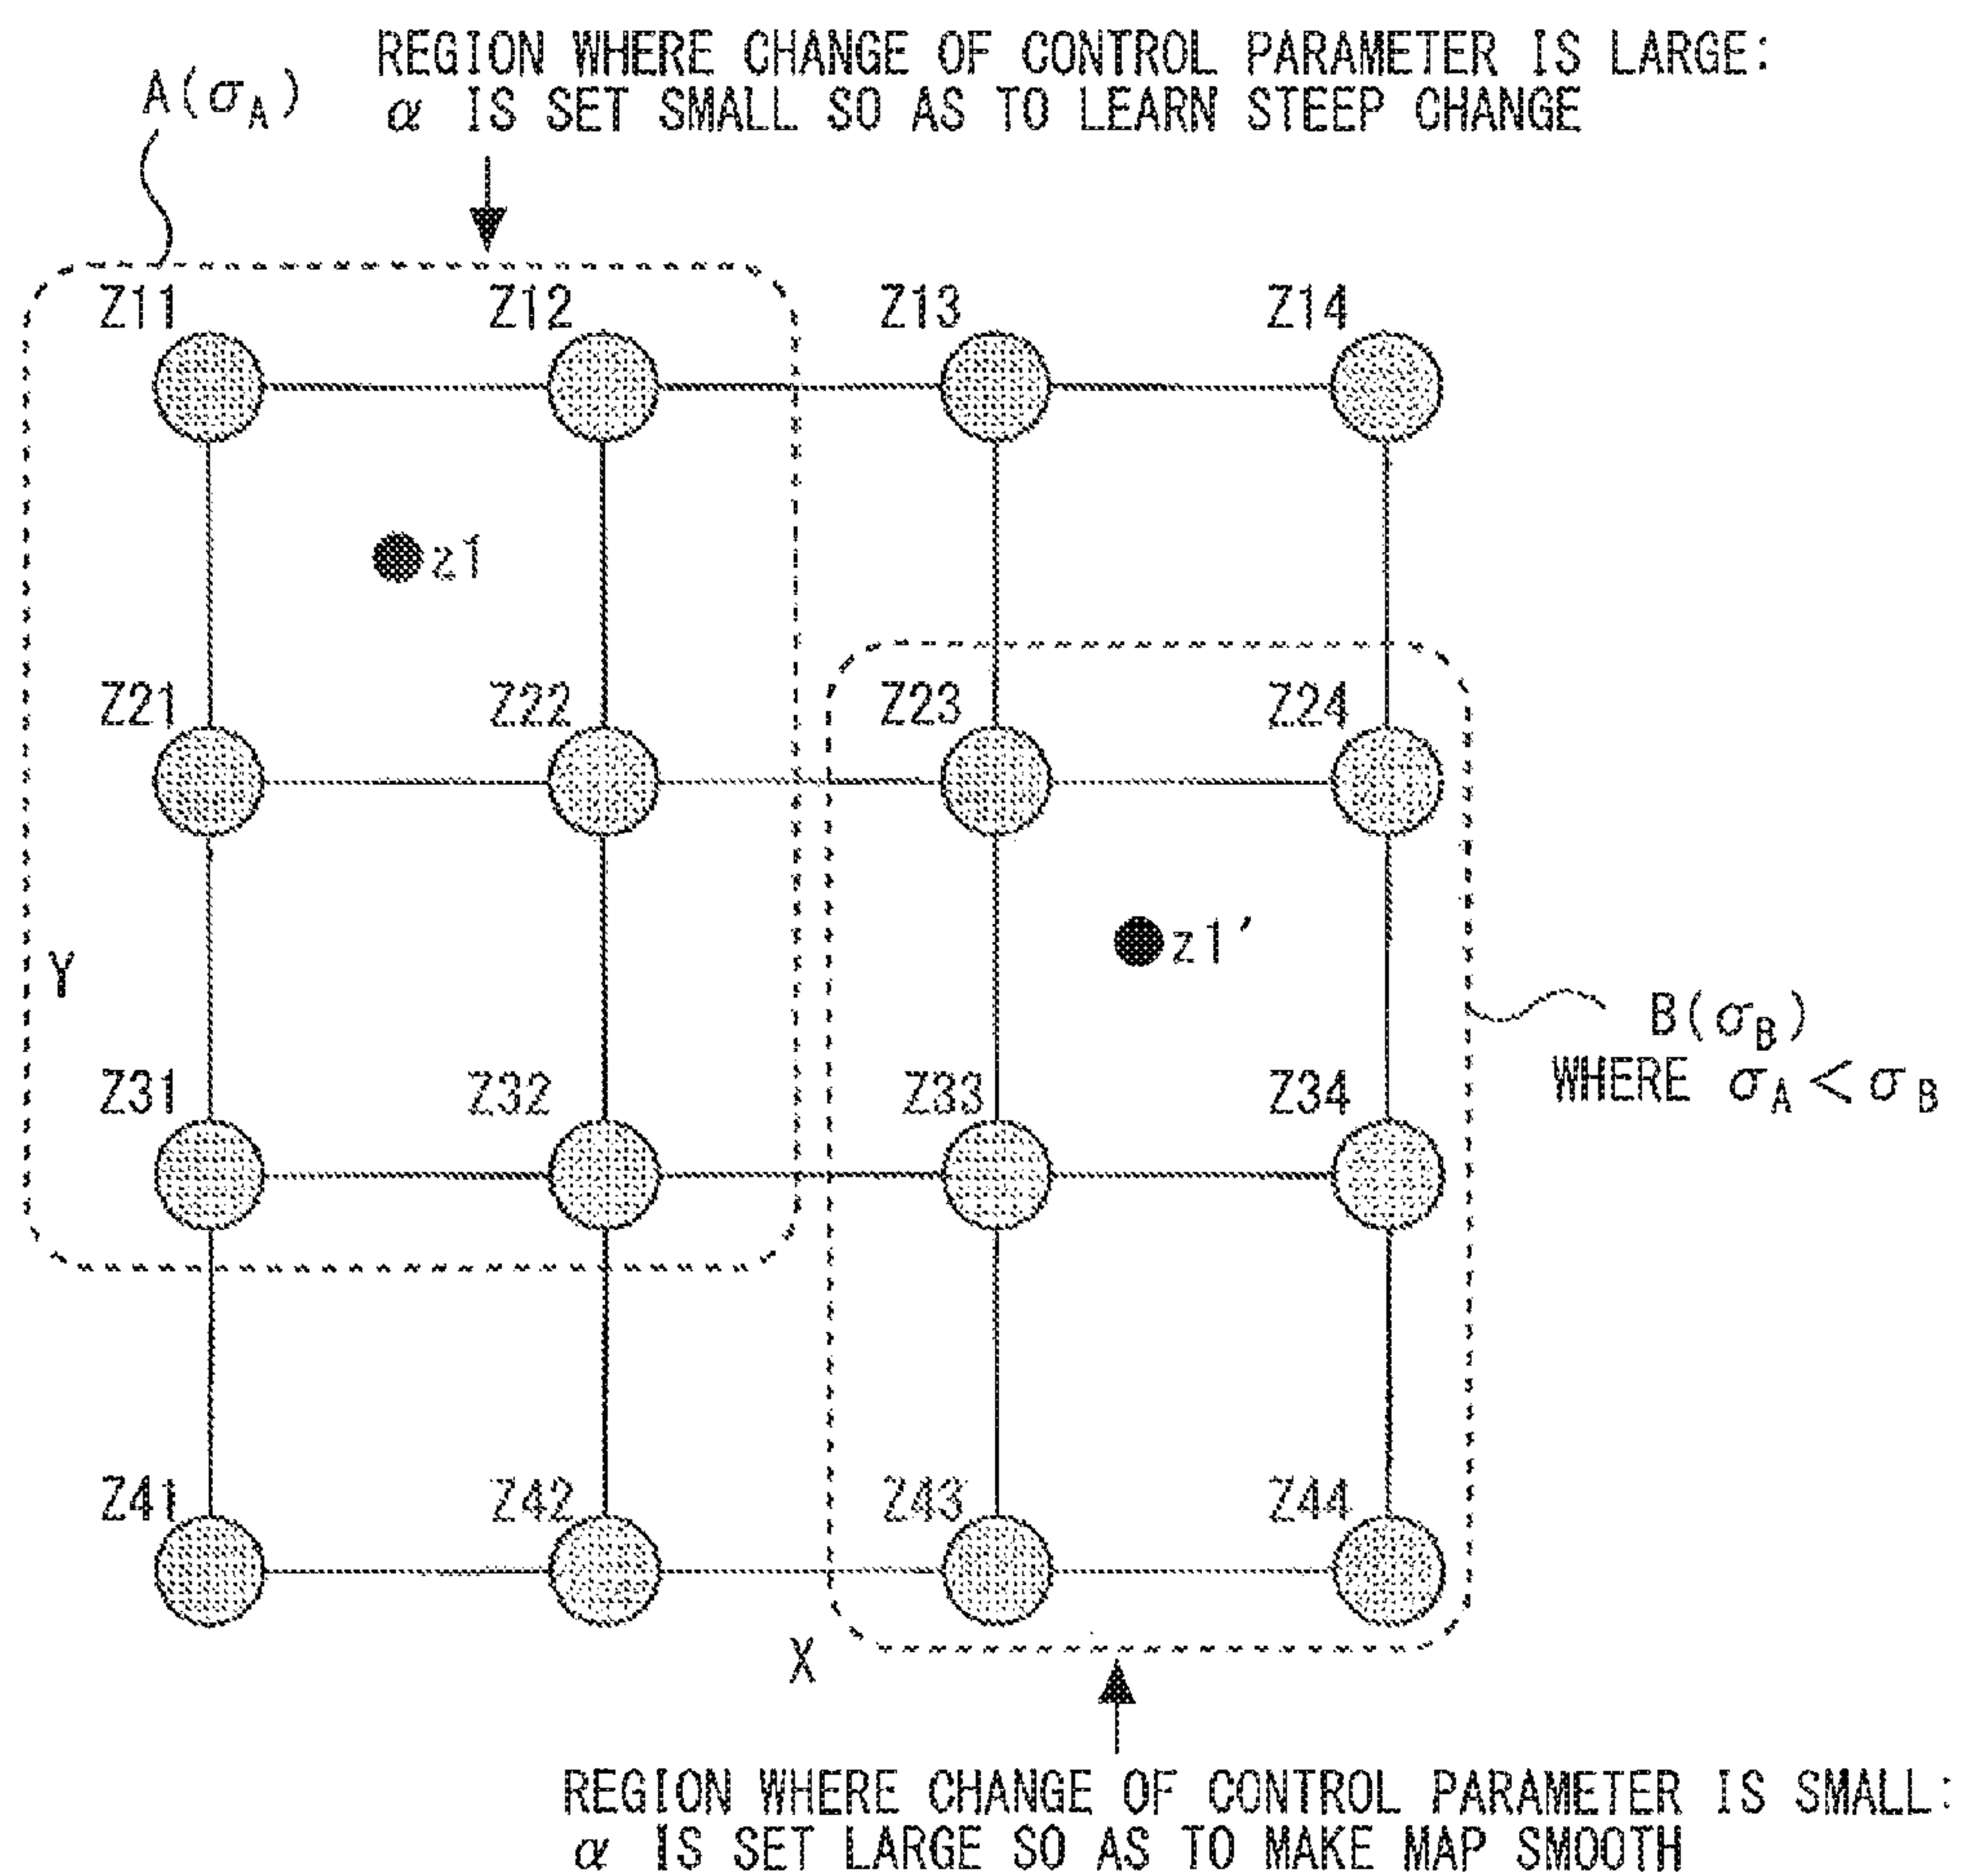 REGION WHERE CHANGE OF CONTROL PARAMETER IS LARGE:
α IS SET SMALL SO AS TO LEARN STEEP CHANGE
A(σA)
Z11 Z12 Z13 Z14
z1
Z21 Z22 Z23 Z24
z1'
Y
B(σB)
WHERE σA < σB
Z31 Z32 Z33 Z34
Z41 Z42 Z43 Z44
X
REGION WHERE CHANGE OF CONTROL PARAMETER IS SMALL:
α IS SET LARGE SO AS TO MAKE MAP SMOOTH